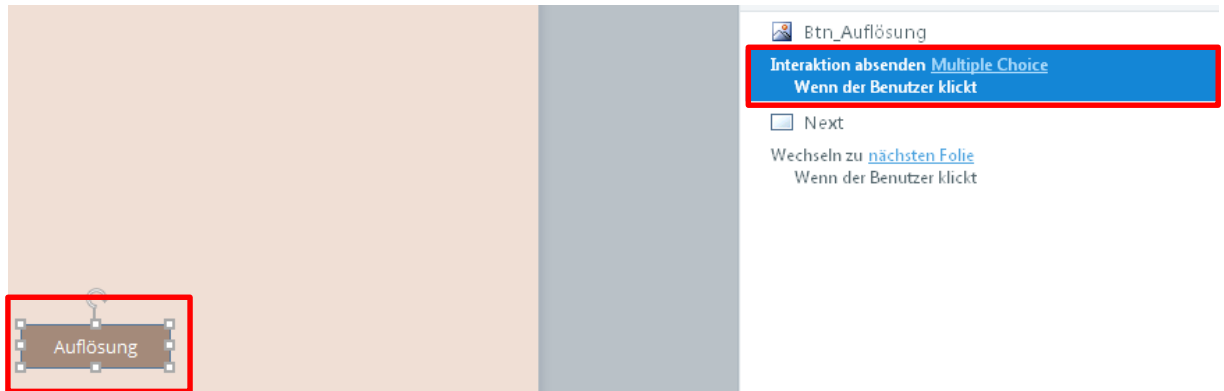 Btn_Auflösung
Interaktion absenden Multiple Choice
Wenn der Benutzer klickt
Next
Wechseln zu nächsten Folie
Wenn der Benutzer klickt
Auflösung